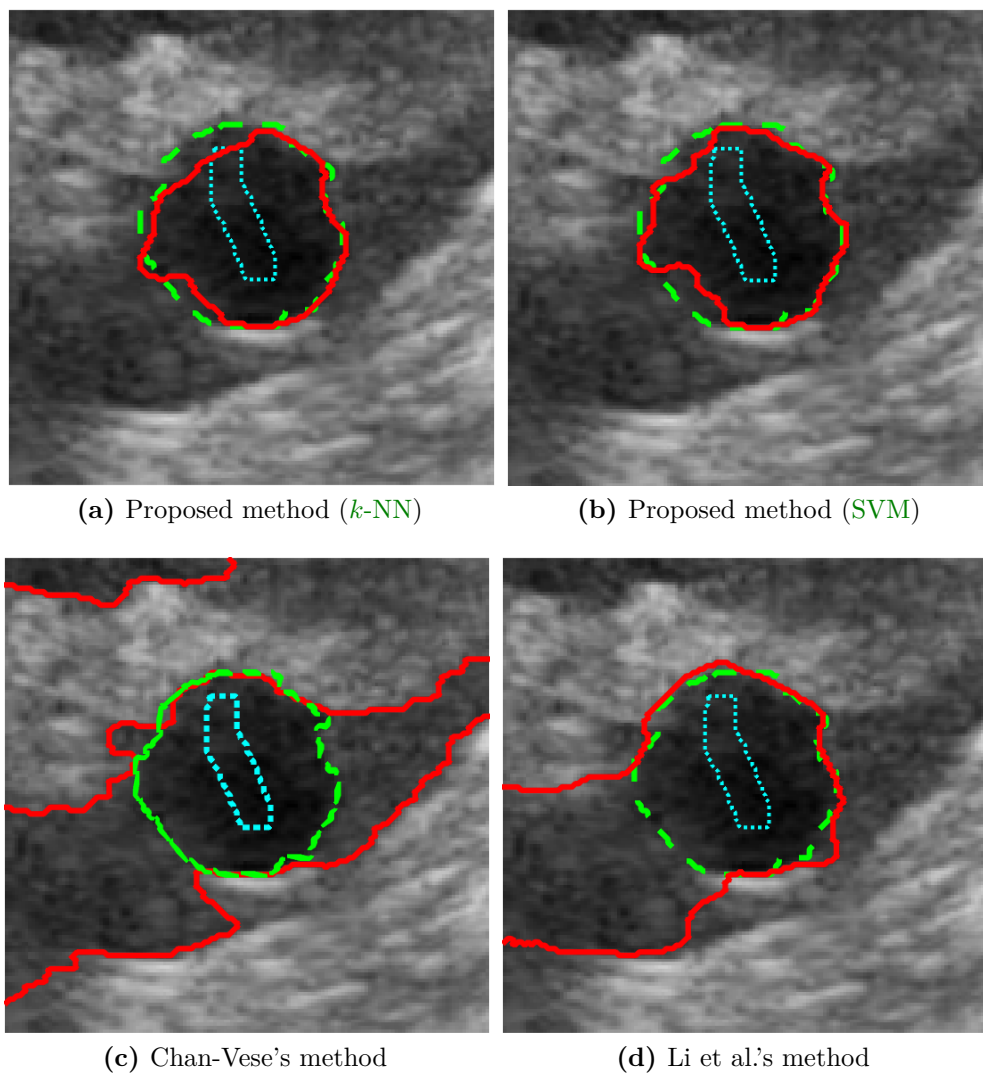 (a) Proposed method (k-NN)
(b) Proposed method (SVM)
(c) Chan-Vese's method
(d) Li et al.'s method